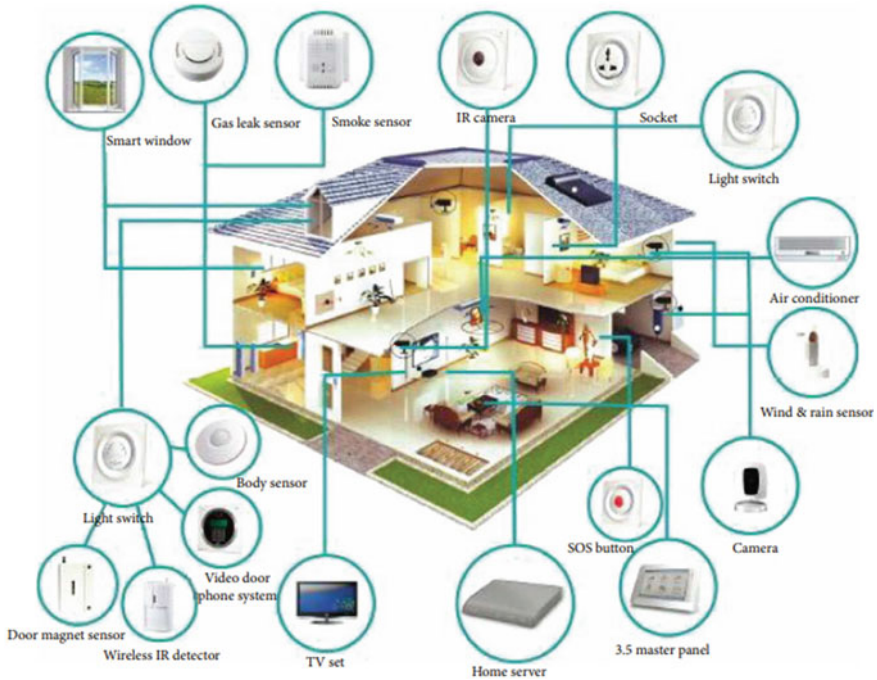 Smart window
Gas leak sensor
Smoke sensor
IR camera
Socket
Light switch
Air conditioner
Wind & rain sensor
Body sensor
Light switch
Video door
phone system
SOS button
Camera
Door magnet sensor
Wireless IR detector
TV set
Home server
3.5 master panel